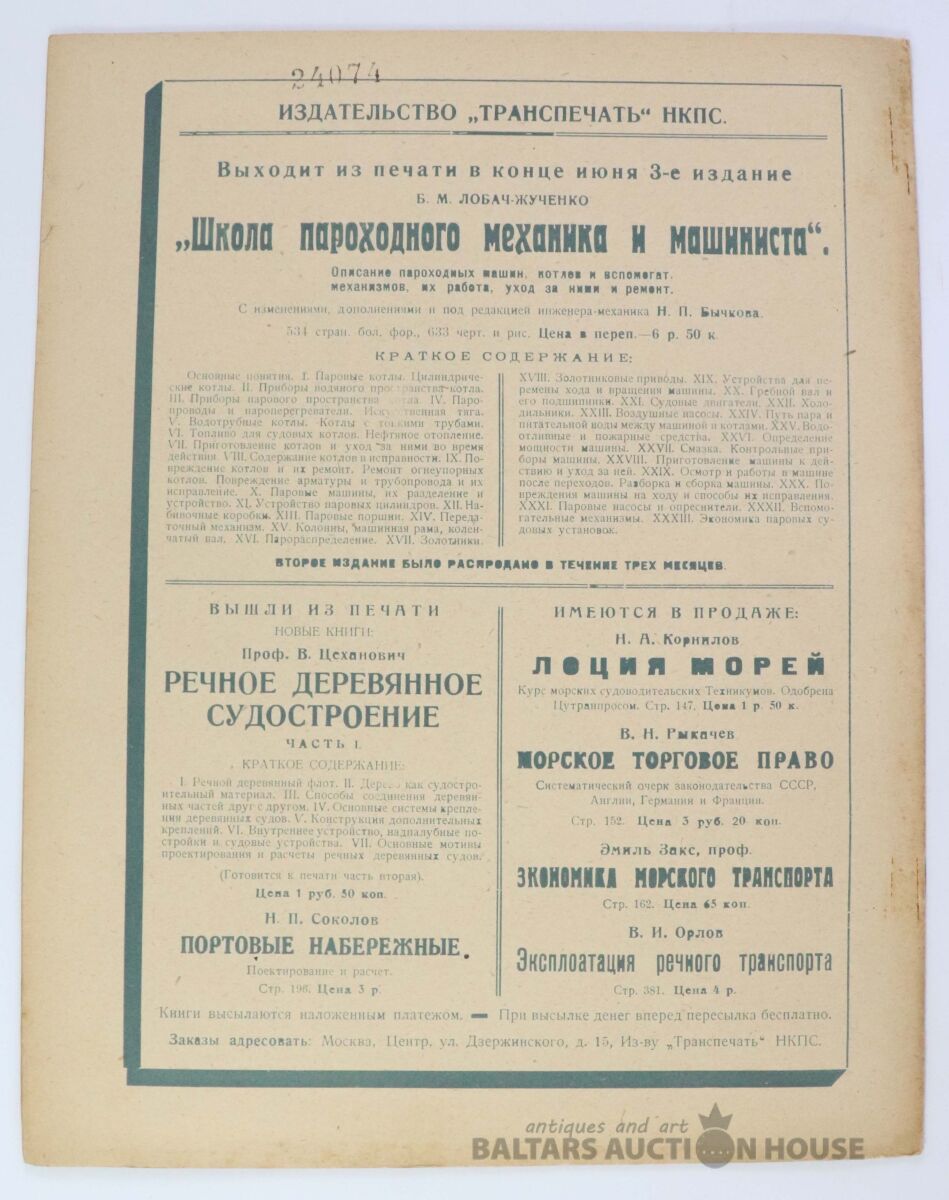 24074
ИЗДАТЕЛЬСТВО „ТРАНСПЕЧАТЬ“ НКПС.
Выходит из печати в конце июня 3-е издание
Б. М. ЛОБАЧ-ЖУЧЕНКО
„Школа пароходного механика и машиниста“.
Описание пароходных машин, котлов и вспомогат.
механизмов, их работа, уход за ними и ремонт.
С изменениями, дополнениями и под редакцией инженера-механика Н. П. Бычкова.
534 стран. бол. фор., 633 черт. и рис. Цена в переп.—6 р. 50 к.
КРАТКОЕ СОДЕРЖАНИЕ:
Основные понятия. I. Паровые котлы. Цилиндриче-
ские котлы. II. Приборы водяного пространства котла.
III. Приборы парового пространства котла. IV. Паро-
проводы и пароперегреватели. Искусственная тяга.
V. Водотрубные котлы. Котлы с тонкими трубами.
VI. Топливо для судовых котлов. Нефтяное отопление.
VII. Приготовление котлов и уход за ними во время
действия. VIII. Содержание котлов в исправности. IX. По-
вреждение котлов и их ремонт. Ремонт огнеупорных
котлов. Повреждение арматуры и трубопровода и их
исправление. X. Паровые машины, их разделение и
устройство. XI. Устройство паровых цилиндров. XII. На-
бивочные коробки. XIII. Паровые поршни. XIV. Переда-
точный механизм. XV. Колонны, машинная рама, колен-
чатый вал. XVI. Парораспределение. XVII. Золотники.
XVIII. Золотниковые приводы. XIX. Устройства для пе-
ремены хода и вращения машины. XX. Гребной вал и
его подшипники. XXI. Судовые двигатели. XXII. Холо-
дильники. XXIII. Воздушные насосы. XXIV. Путь пара и
питательной воды между машиной и котлами. XXV. Водо-
отливные и пожарные средства. XXVI. Определение
мощности машины. XXVII. Смазка. Контрольные при-
боры машины. XXVIII. Приготовление машины к дей-
ствию и уход за ней. XXIX. Осмотр и работы в машине
после переходов. Разборка и сборка машины. XXX. По-
вреждения машины на ходу и способы их исправления.
XXXI. Паровые насосы и опреснители. XXXII. Вспомо-
гательные механизмы. XXXIII. Экономика паровых су-
довых установок.
ВТОРОЕ ИЗДАНИЕ БЫЛО РАСПРОДАНО В ТЕЧЕНИЕ ТРЕХ МЕСЯЦЕВ.
ВЫШЛИ ИЗ ПЕЧАТИ
НОВЫЕ КНИГИ:
Проф. В. Цеханович
РЕЧНОЕ ДЕРЕВЯННОЕ
СУДОСТРОЕНИЕ
ЧАСТЬ I.
КРАТКОЕ СОДЕРЖАНИЕ:
I. Речной деревянный флот. II. Дерево как судостро-
ительный материал. III. Способы соединения деревян-
ных частей друг с другом. IV. Основные системы крепле-
ния деревянных судов. V. Конструкция дополнительных
креплений. VI. Внутреннее устройство, надпалубные по-
стройки и судовые устройства. VII. Основные мотивы
проектирования и расчеты речных деревянных судов.
(Готовится к печати часть вторая).
Цена 1 руб. 50 коп.
Н. П. Соколов
ПОРТОВЫЕ НАБЕРЕЖНЫЕ.
Поектирование и расчет.
Стр. 196. Цена 3 р.
ИМЕЮТСЯ В ПРОДАЖЕ:
Н. А. Корнилов
ЛОЦИЯ МОРЕЙ
Курс морских судоводительских Техникумов. Одобрена
Цутранпросом. Стр. 147. Цена 1 р. 50 к.
В. Н. Рыкачев
МОРСКОЕ ТОРГОВОЕ ПРАВО
Систематический очерк законодательства СССР,
Англии, Германия и Франции.
Стр. 152. Цена 3 руб. 20 коп.
Эмиль Закс, проф.
ЭКОНОМИКА МОРСКОГО ТРАНСПОРТА
Стр. 162. Цена 65 коп.
В. И. Орлов
Эксплоатация речного транспорта
Стр. 381. Цена 4 р.
Книги высылаются наложенным платежом. — При высылке денег вперед пересылка бесплатно.
Заказы адресовать: Москва, Центр, ул. Дзержинского, д. 15, Из-ву „Транспечать“ НКПС.
antiques and art
BALTARS AUCTION HOUSE